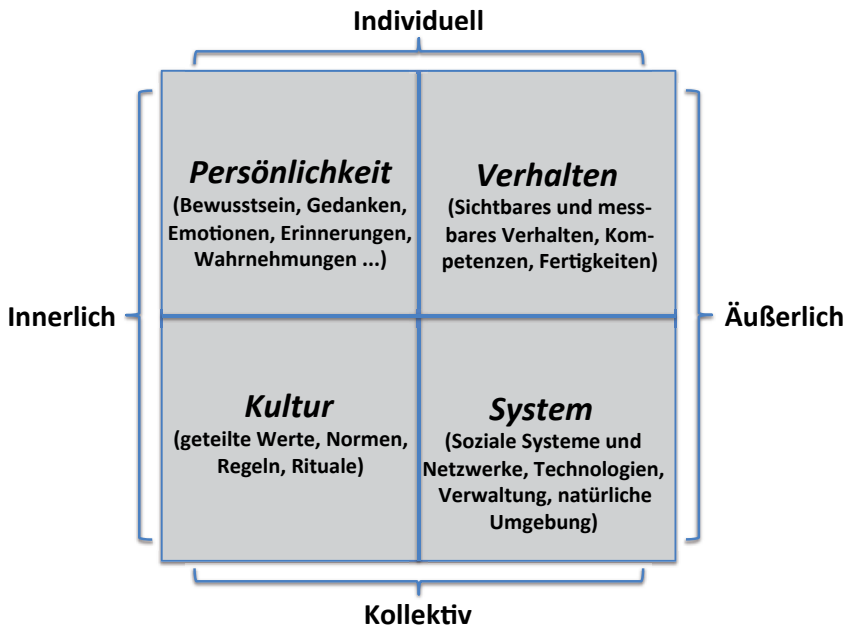 Individuell
Persönlichkeit
(Bewusstsein, Gedanken,
Emotionen, Erinnerungen,
Wahrnehmungen ...)
Verhalten
(Sichtbares und mess-
bares Verhalten, Kom-
petenzen, Fertigkeiten)
Innerlich
Äußerlich
Kultur
(geteilte Werte, Normen,
Regeln, Rituale)
System
(Soziale Systeme und
Netzwerke, Technologien,
Verwaltung, natürliche
Umgebung)
Kollektiv